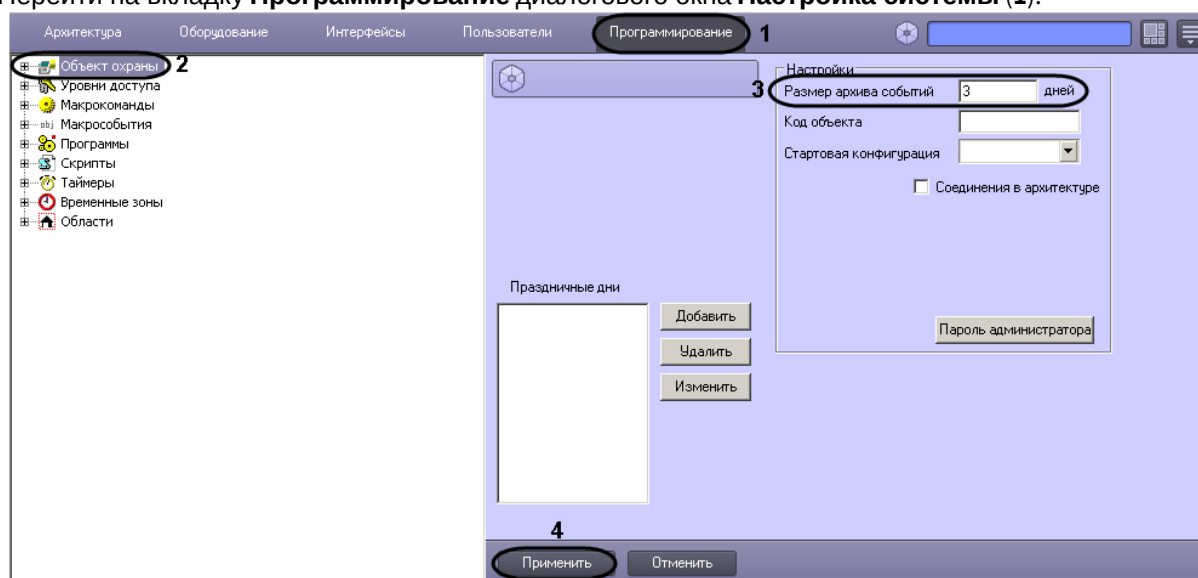 Перейти на вкладку Программирование диалогового окна Настройка системы (1).
Архитектура Оборудование Интерфейсы Пользователи Программирование 1
Объект охраны 2
Уровни доступа
Макрокоманды
obj Макрособытия
Программы
Скрипты
Таймеры
Временные зоны
Области
Настройки
3 Размер архива событий 3 дней
Код объекта
Стартовая конфигурация
Соединения в архитектуре
Праздничные дни
Добавить
Удалить
Изменить
Пароль администратора
4
Применить Отменить